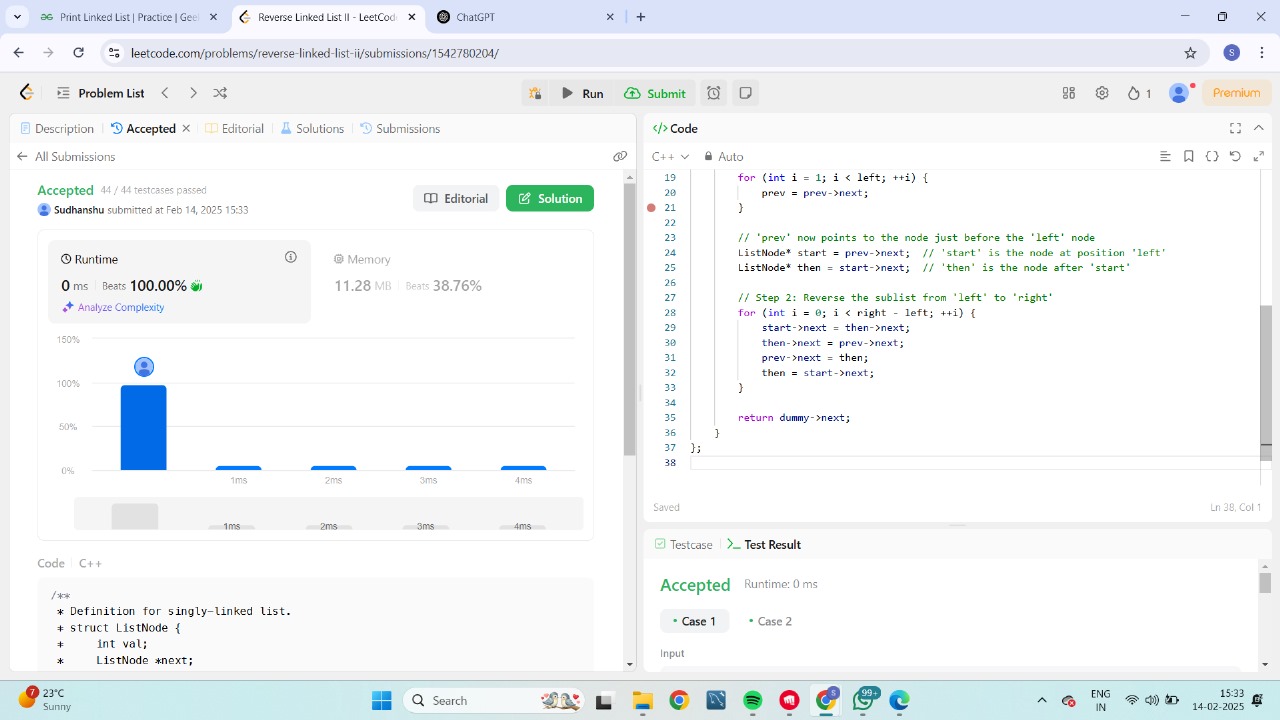 Print Linked List | Practice | Geel
Reverse Linked List II - LeetCode
ChatGPT
leetcode.com/problems/reverse-linked-list-ii/submissions/1542780204/
S
Problem List
Run
Submit
1
Premium
Description
Accepted
Editorial
Solutions
Submissions
All Submissions
Accepted 44 / 44 testcases passed
Sudhanshu submitted at Feb 14, 2025 15:33
Editorial
Solution
Runtime
0 ms | Beats 100.00%
Analyze Complexity
Memory
11.28 MB | Beats 38.76%
150%
100%
50%
0%
1ms 2ms 3ms 4ms
1ms 2ms 3ms 4ms
Code | C++
/**
* Definition for singly-linked list.
* struct ListNode {
*     int val;
*     ListNode *next;
</> Code
C++
Auto
19 for (int i = 1; i < left; ++i) {
20 prev = prev->next;
21 }
22
23 // 'prev' now points to the node just before the 'left' node
24 ListNode* start = prev->next;  // 'start' is the node at position 'left'
25 ListNode* then = start->next;  // 'then' is the node after 'start'
26
27 // Step 2: Reverse the sublist from 'left' to 'right'
28 for (int i = 0; i < right - left; ++i) {
29 start->next = then->next;
30 then->next = prev->next;
31 prev->next = then;
32 then = start->next;
33 }
34
35 return dummy->next;
36 }
37 };
38
Saved
Ln 38, Col 1
Testcase
Test Result
Accepted Runtime: 0 ms
Case 1
Case 2
Input
7
23°C
Sunny
Search
S
99+
ENG
IN
15:33
14-02-2025